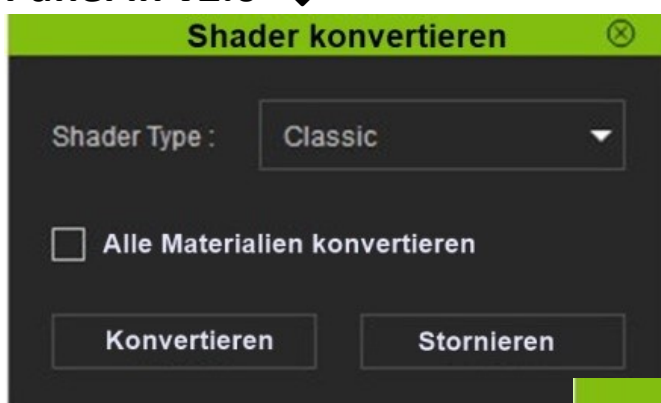 Shader konvertieren
Shader Type : Classic
Alle Materialien konvertieren
Konvertieren Stornieren